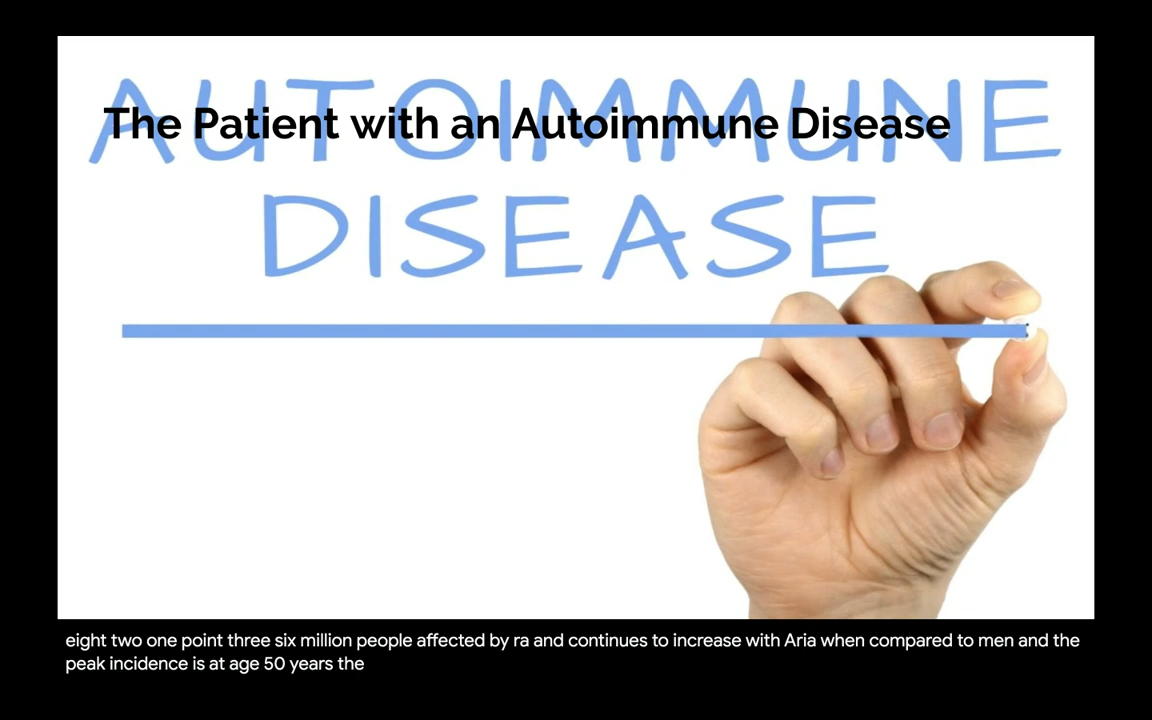 AUTOIMMUNE
The Patient with an Autoimmune Disease
DISEASE
eight two one point three six million people affected by ra and continues to increase with Aria when compared to men and the
peak incidence is at age 50 years the